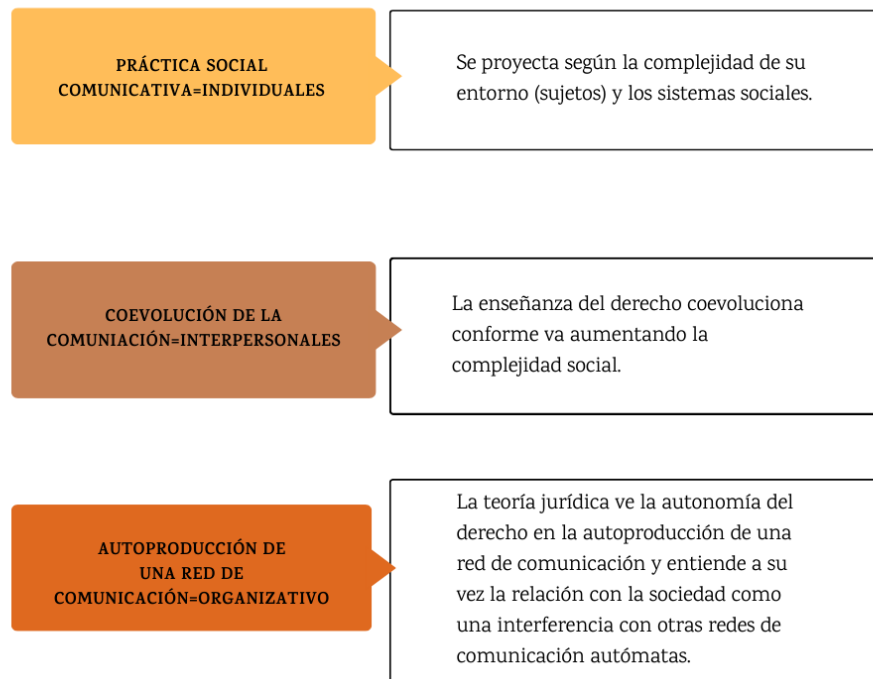 PRÁCTICA SOCIAL
COMUNICATIVA=INDIVIDUALES
Se proyecta según la complejidad de su
entorno (sujetos) y los sistemas sociales.
COEVOLUCIÓN DE LA
COMUNIACIÓN=INTERPERSONALES
La enseñanza del derecho coevoluciona
conforme va aumentando la
complejidad social.
AUTOPRODUCCIÓN DE
UNA RED DE
COMUNICACIÓN=ORGANIZATIVO
La teoría jurídica ve la autonomía del
derecho en la autoproducción de una
red de comunicación y entiende a su
vez la relación con la sociedad como
una interferencia con otras redes de
comunicación autómatas.